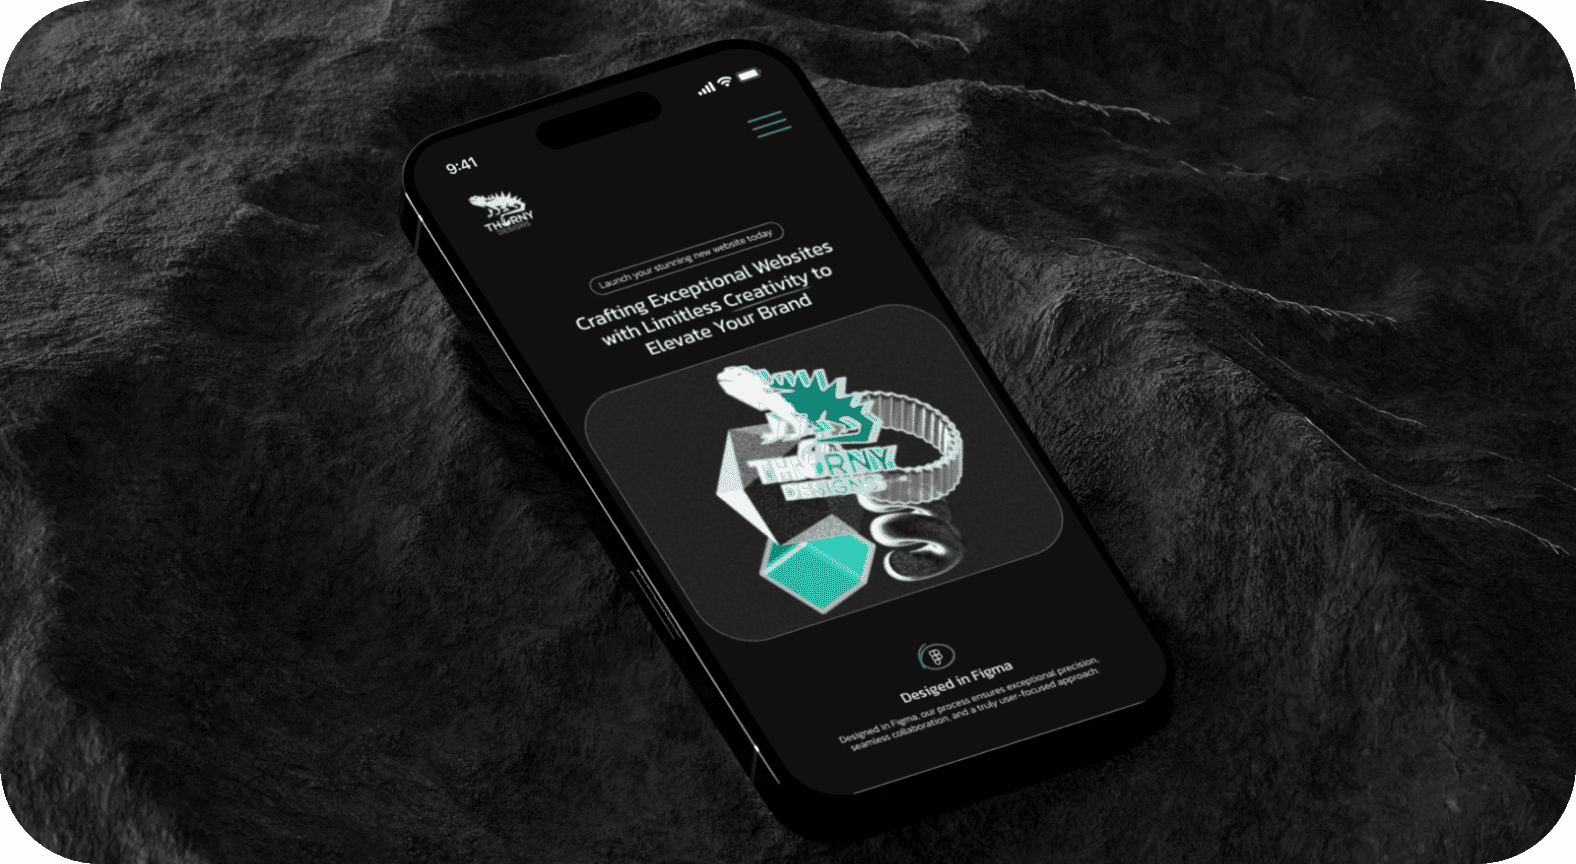 9:41
THORNY
DESIGNS
Launch your stunning new website today
Crafting Exceptional Websites
with Limitless Creativity to
Elevate Your Brand
THORNY
DESIGNS
Desiged in Figma
Designed in Figma, our process ensures exceptional precision,
seamless collaboration, and a truly user-focused approach.